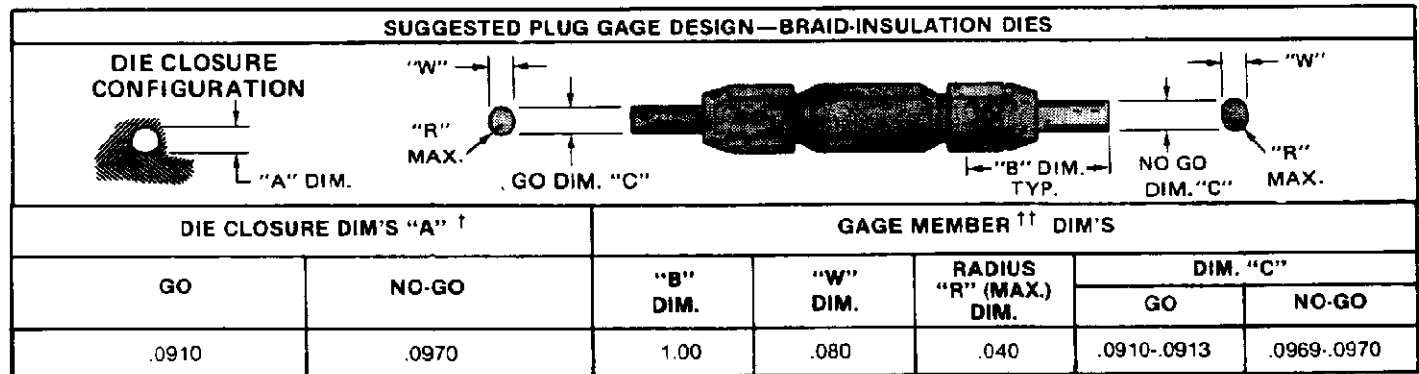 SUGGESTED PLUG GAGE DESIGN—BRAID-INSULATION DIES
DIE CLOSURE
CONFIGURATION
"A" DIM.
"W"
"R"
MAX.
GO DIM. "C"
"B" DIM.
TYP.
NO GO
DIM. "C"
"W"
"R"
MAX.
DIE CLOSURE DIM'S "A" †
GAGE MEMBER †† DIM'S
GO
NO-GO
"B"
DIM.
"W"
DIM.
RADIUS
"R" (MAX.)
DIM.
DIM. "C"
GO
NO-GO
.0910
.0970
1.00
.080
.040
.0910-.0913
.0969-.0970